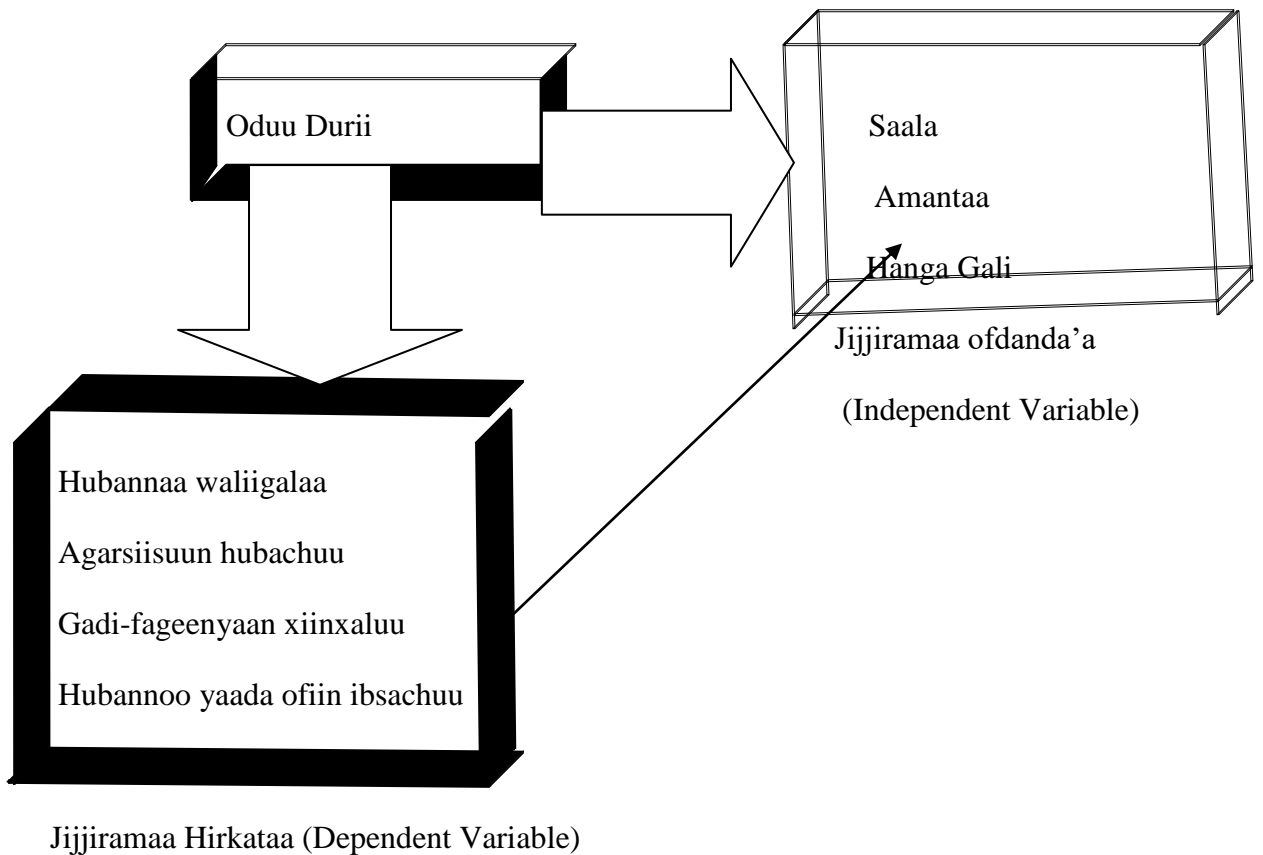 Oduu Durii
Saala
Amantaa
Hanga Gali
Jijjiramaa ofdanda’a
(Independent Variable)
Hubannaa waliigalaa
Agarsiisuun hubachuu
Gadi-fageenyaan xiinxaluu
Hubannoo yaada ofiin ibsachuu
Jijjiramaa Hirkataa (Dependent Variable)